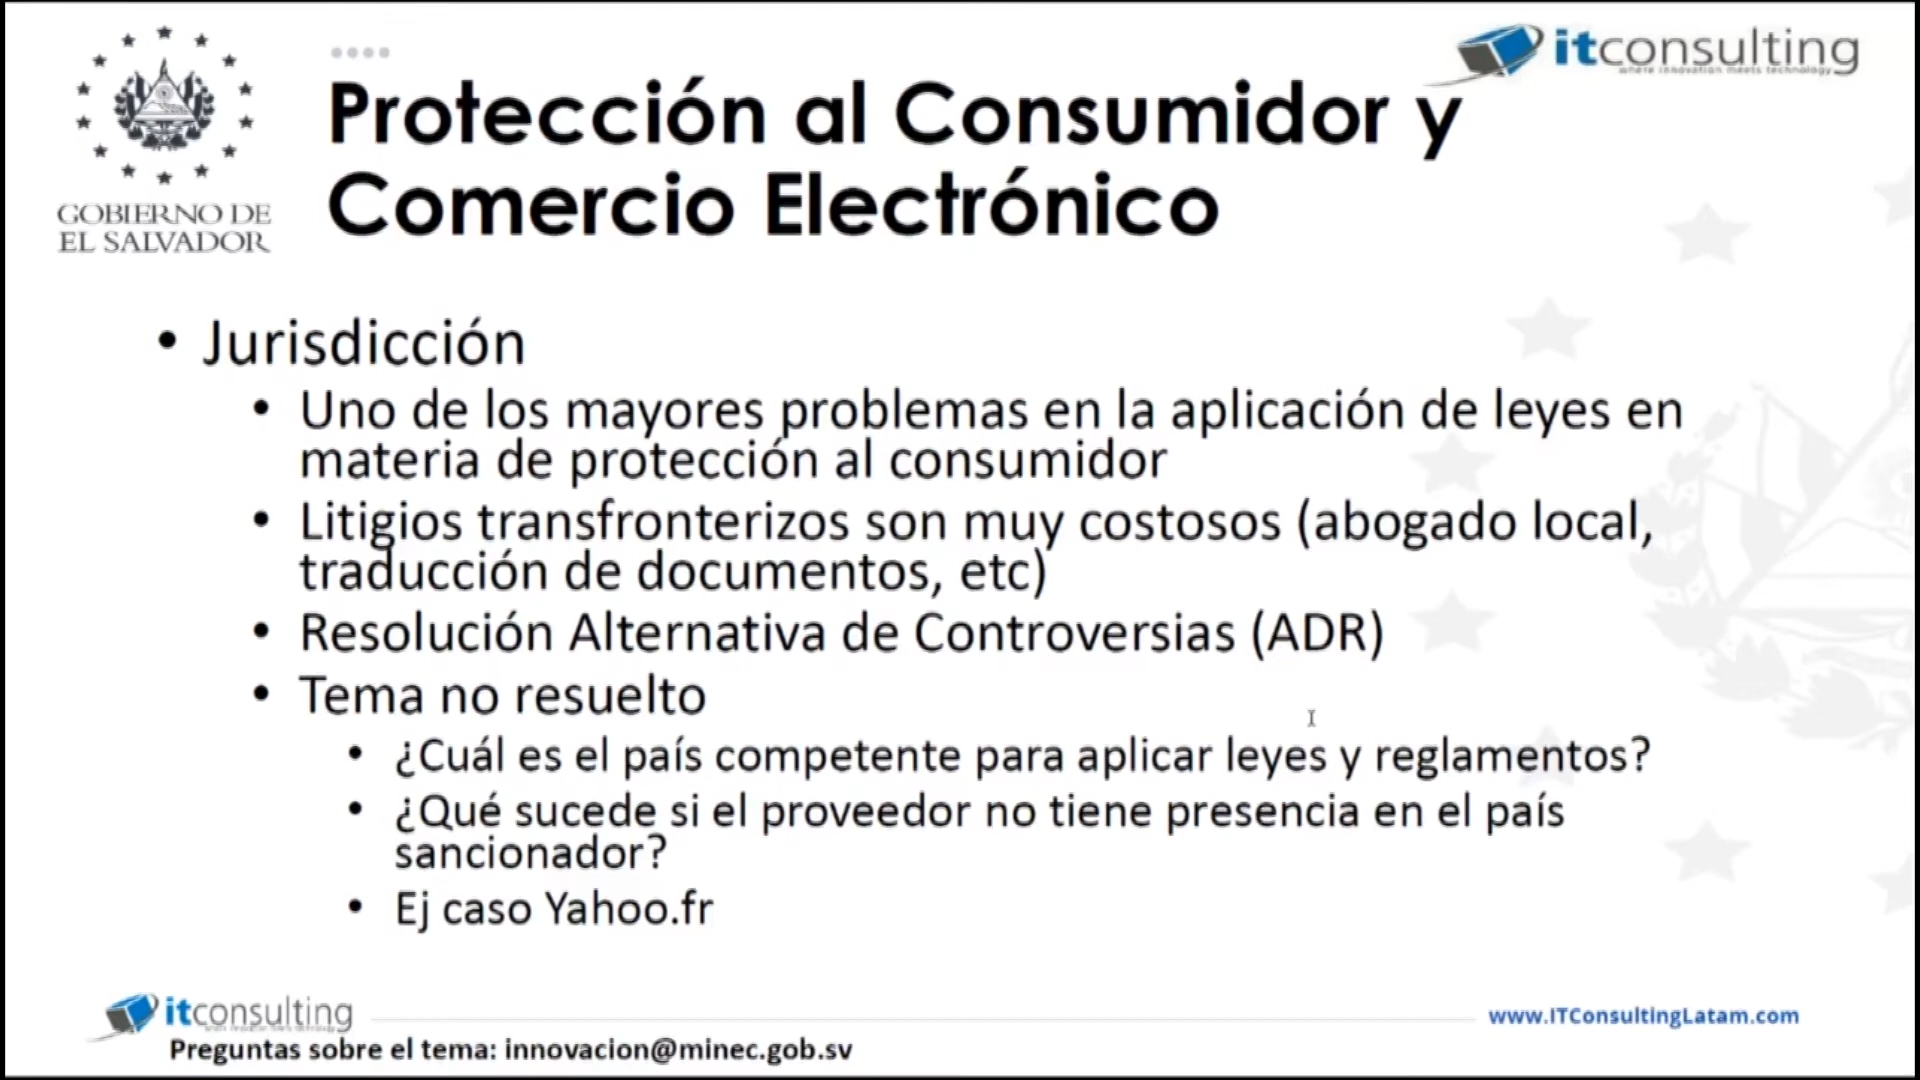 GOBIERNO DE
EL SALVADOR
itconsulting
where innovation meets technology
Protección al Consumidor y
Comercio Electrónico
• Jurisdicción
• Uno de los mayores problemas en la aplicación de leyes en
materia de protección al consumidor
• Litigios transfronterizos son muy costosos (abogado local,
traducción de documentos, etc)
• Resolución Alternativa de Controversias (ADR)
• Tema no resuelto
• ¿Cuál es el país competente para aplicar leyes y reglamentos?
• ¿Qué sucede si el proveedor no tiene presencia en el país
sancionador?
• Ej caso Yahoo.fr
itconsulting
www.ITConsultingLatam.com
Preguntas sobre el tema: innovacion@minec.gob.sv